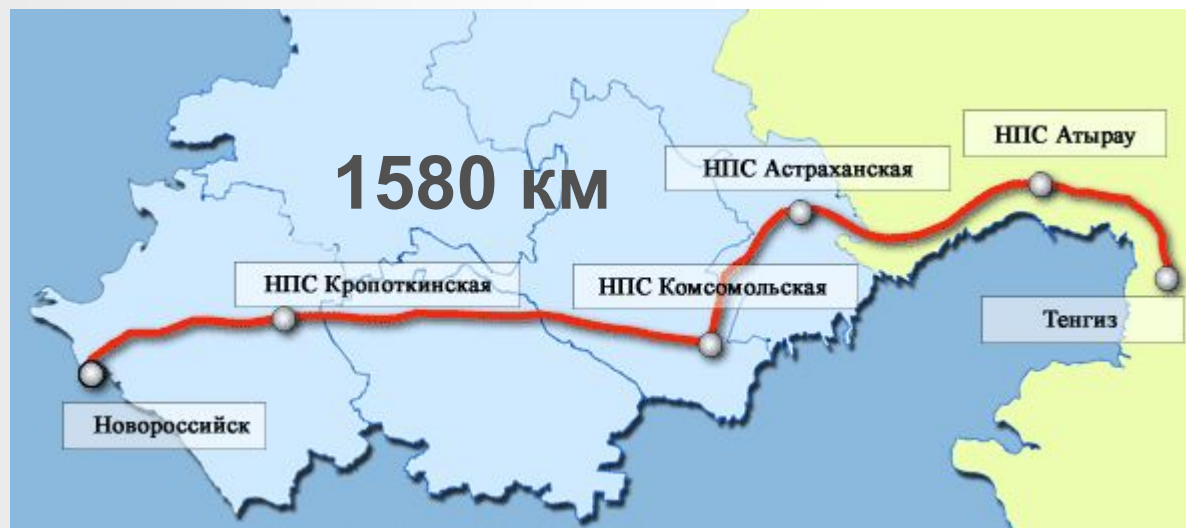 1580 км
НПС Атырау
НПС Астраханская
НПС Кропоткинская
НПС Комсомольская
Тенгиз
Новороссийск